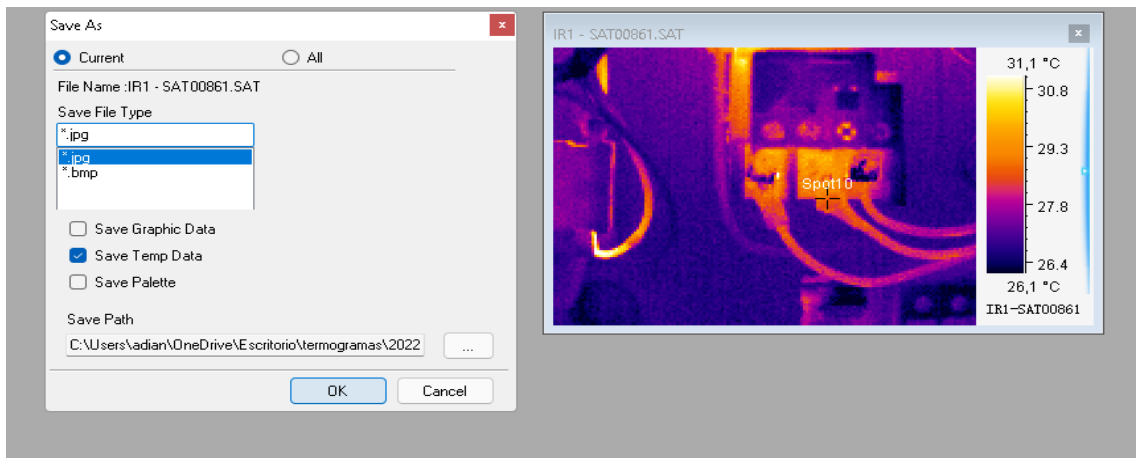 Save As
Current
All
File Name :IR1 - SAT00861.SAT
Save File Type
*.jpg
*.jpg
*.bmp
Save Graphic Data
Save Temp Data
Save Palette
Save Path
C:\Users\adian\OneDrive\Escritorio\termogramas\2022
...
OK
Cancel
IR1 - SAT00861.SAT
Spot10
31,1 °C
30.8
29.3
27.8
26.4
26,1 °C
IR1-SAT00861